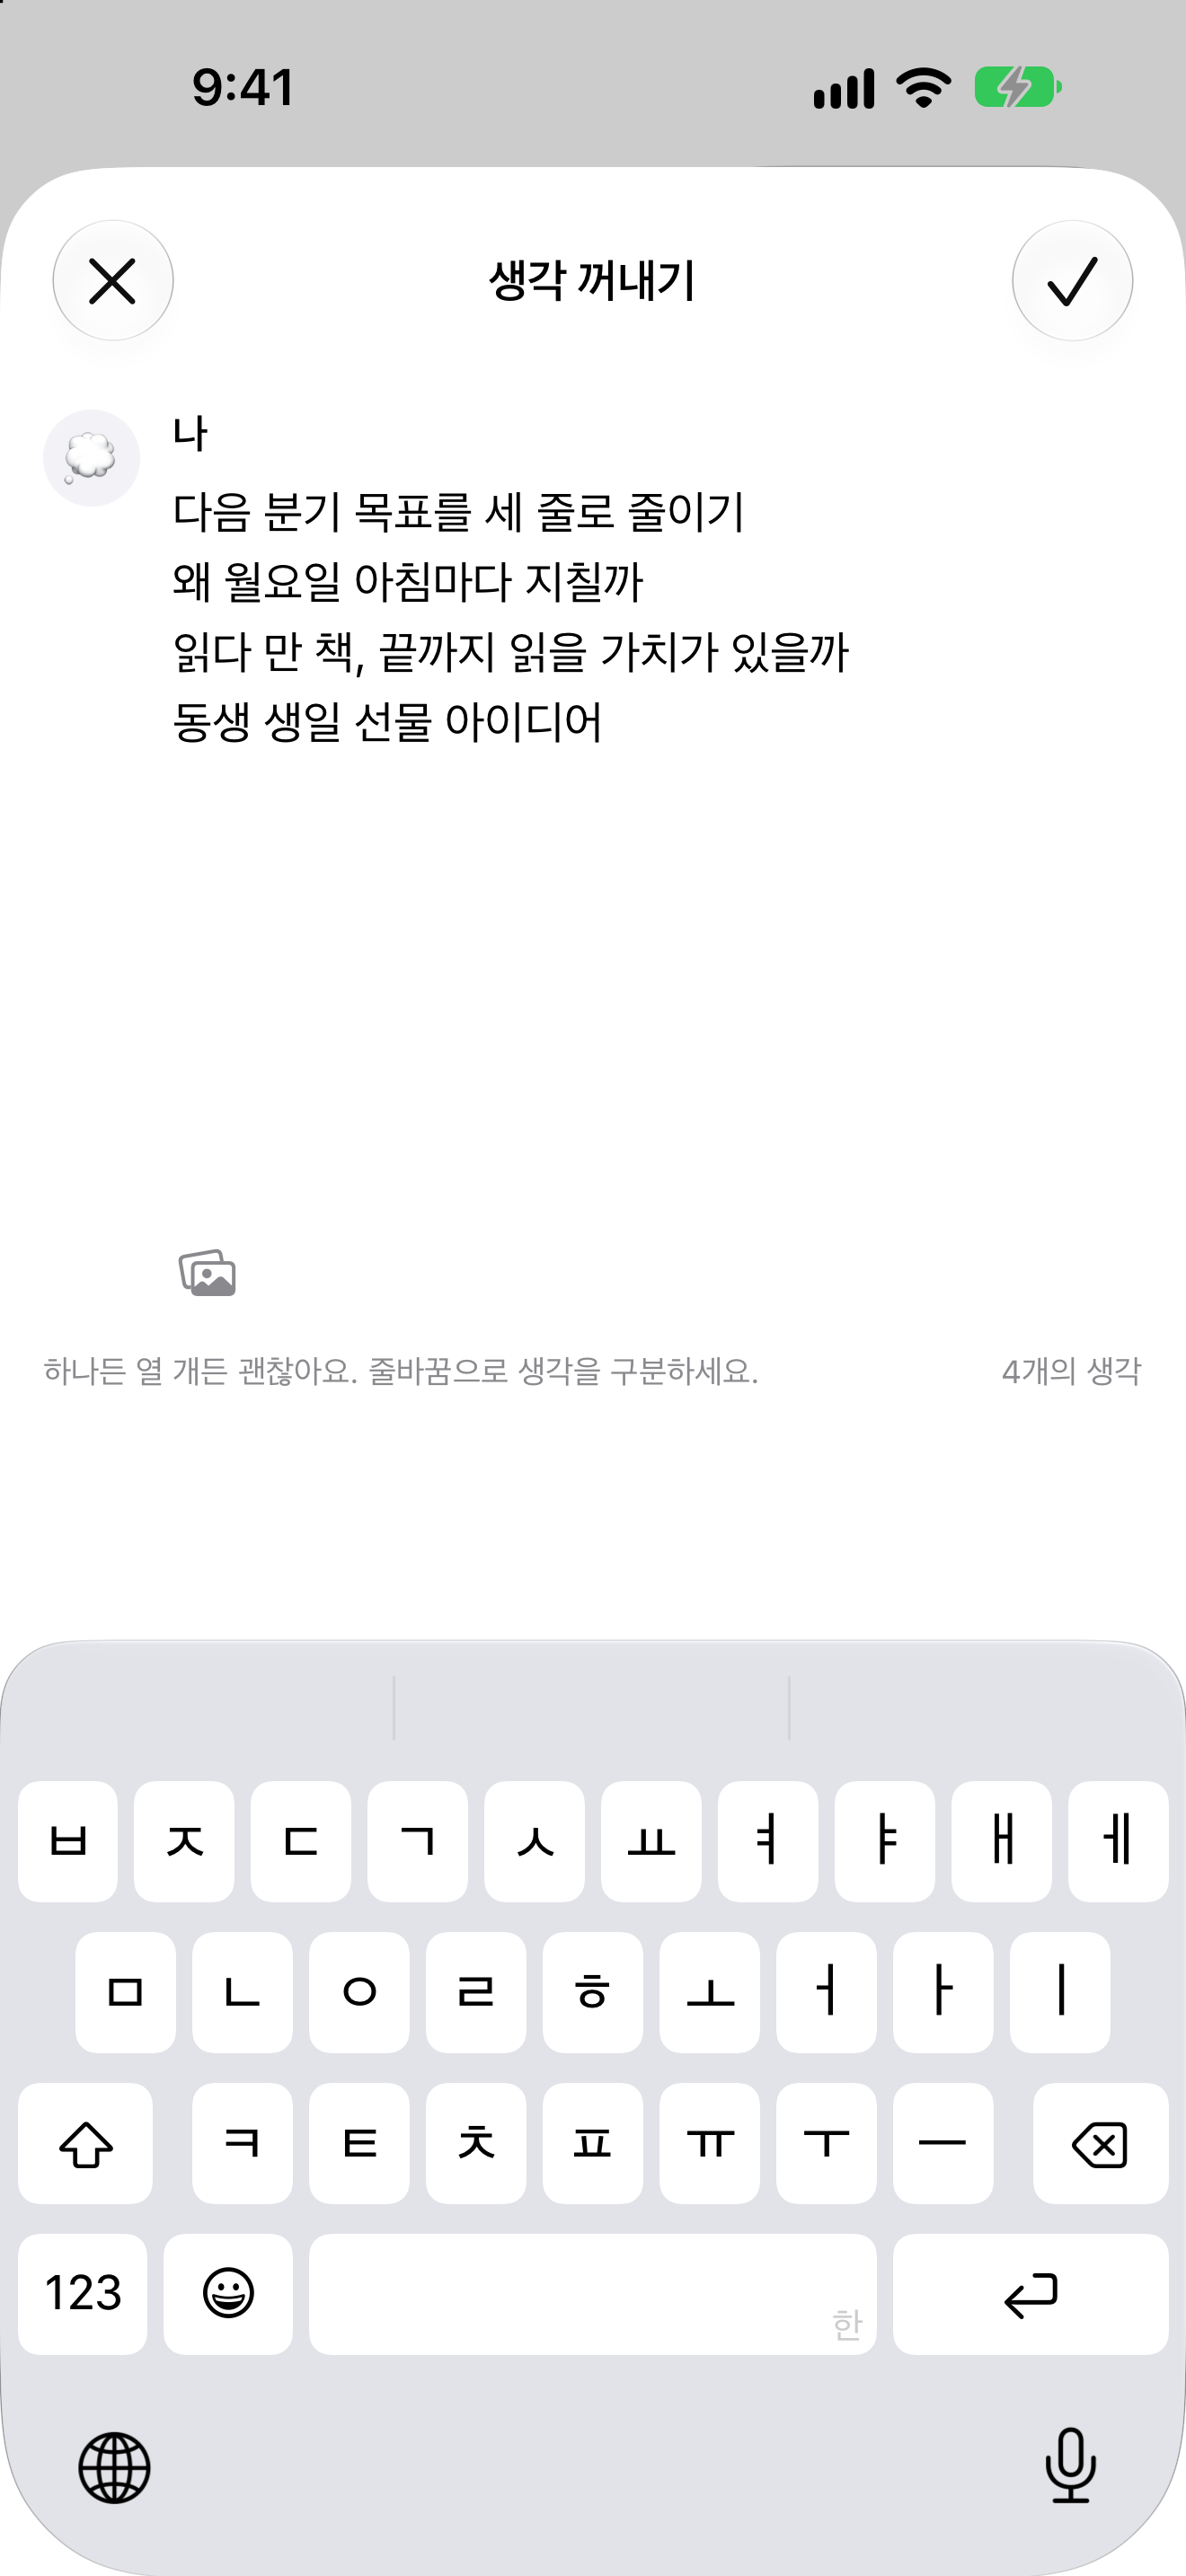 9:41
생각 꺼내기
나
다음 분기 목표를 세 줄로 줄이기
왜 월요일 아침마다 지칠까
읽다 만 책, 끝까지 읽을 가치가 있을까
동생 생일 선물 아이디어
하나든 열 개든 괜찮아요. 줄바꿈으로 생각을 구분하세요. 4개의 생각
ㅂ ㅈ ㄷ ㄱ ㅅ ㅛ ㅕ ㅑ ㅐ ㅔ
ㅁ ㄴ ㅇ ㄹ ㅎ ㅗ ㅓ ㅏ ㅣ
ㅋ ㅌ ㅊ ㅍ ㅠ ㅜ ㅡ
123 한